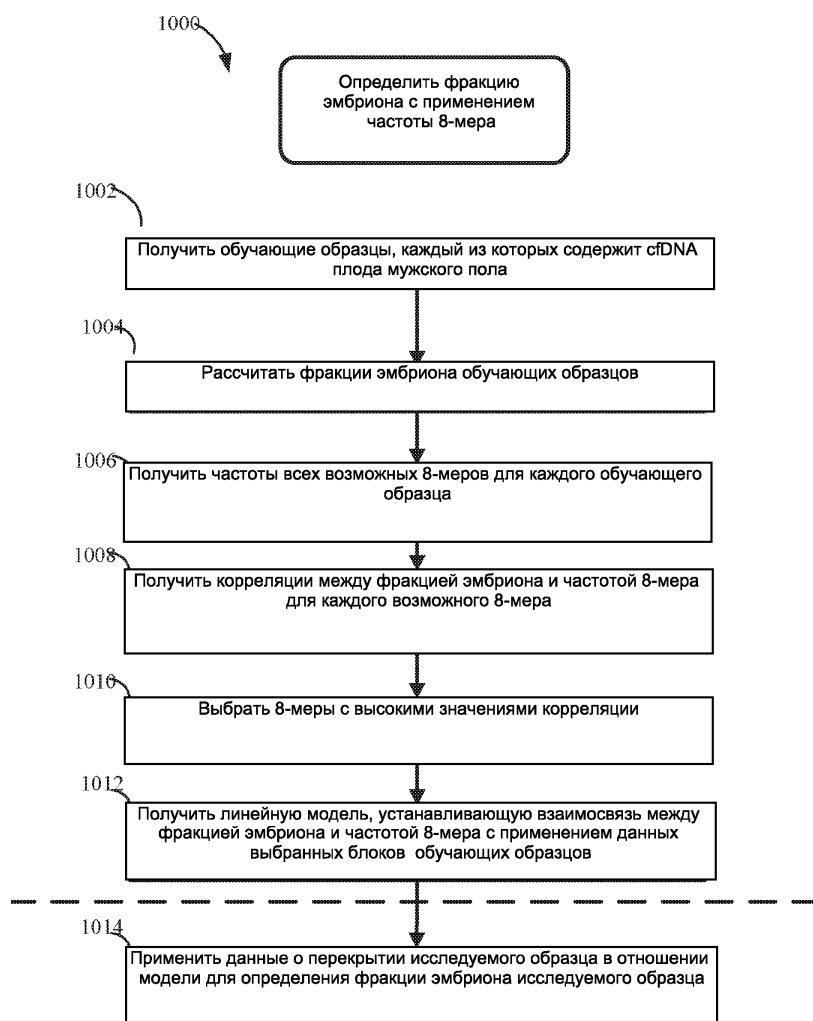 1000
Определить фракцию
эмбриона с применением
частоты 8-мера
1002
Получить обучающие образцы, каждый из которых содержит cfDNA
плода мужского пола
1004
Рассчитать фракции эмбриона обучающих образцов
1006
Получить частоты всех возможных 8-меров для каждого обучающего
образца
1008
Получить корреляции между фракцией эмбриона и частотой 8-мера
для каждого возможного 8-мера
1010
Выбрать 8-меры с высокими значениями корреляции
1012
Получить линейную модель, устанавливающую взаимосвязь между
фракцией эмбриона и частотой 8-мера с применением данных
выбранных блоков обучающих образцов
1014
Применить данные о перекрытии исследуемого образца в отношении
модели для определения фракции эмбриона исследуемого образца